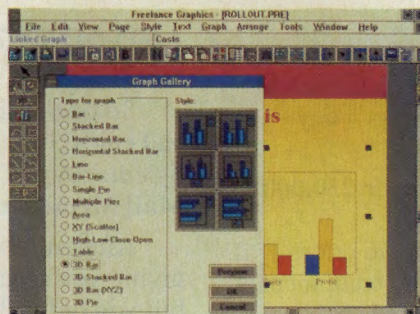 Freelance Graphics - [ROLLOUT.PRE]
File Edit View Page Style Text Graph Arrange Tools Window Help
Linked Graph Costs
Graph Gallery
Type for graph
Style:
Bar
Stacked Bar
Horizontal Bar
Horizontal Stacked Bar
Line
Bar-Line
Single Pie
Multiple Pies
Area
XY (Scatter)
High-Low-Close-Open
Table
3D Bar
3D Stacked Bar
3D Bar (XYZ)
3D Pie
Preview
OK
Cancel
is
Profit